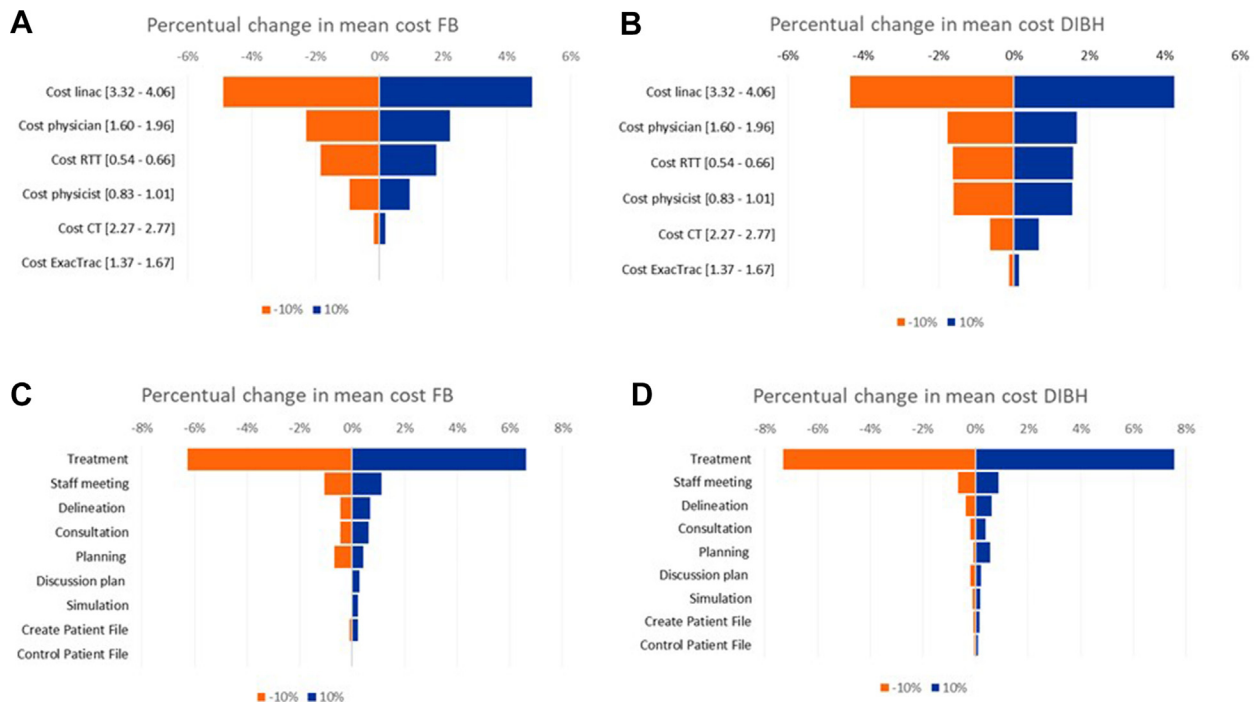 A
Percentual change in mean cost FB
-6% -4% -2% 0% 2% 4% 6%
Cost linac [3.32 - 4.06]
Cost physician [1.60 - 1.96]
Cost RTT [0.54 - 0.66]
Cost physicist [0.83 - 1.01]
Cost CT [2.27 - 2.77]
Cost ExacTrac [1.37 - 1.67]
-10% 10%
B
Percentual change in mean cost DIBH
-6% -4% -2% 0% 2% 4% 6%
Cost linac [3.32 - 4.06]
Cost physician [1.60 - 1.96]
Cost RTT [0.54 - 0.66]
Cost physicist [0.83 - 1.01]
Cost CT [2.27 - 2.77]
Cost ExacTrac [1.37 - 1.67]
-10% 10%
C
Percentual change in mean cost FB
-8% -6% -4% -2% 0% 2% 4% 6% 8%
Treatment
Staff meeting
Delineation
Consultation
Planning
Discussion plan
Simulation
Create Patient File
Control Patient File
-10% 10%
D
Percentual change in mean cost DIBH
-8% -6% -4% -2% 0% 2% 4% 6% 8%
Treatment
Staff meeting
Delineation
Consultation
Planning
Discussion plan
Simulation
Create Patient File
Control Patient File
-10% 10%